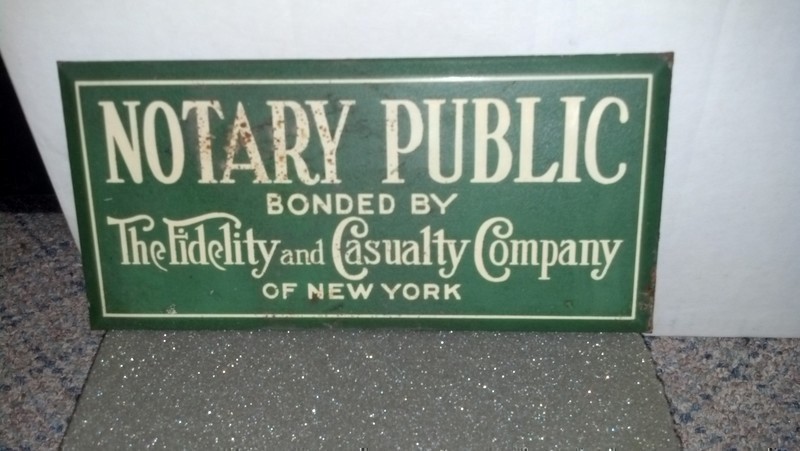 NOTARY PUBLIC
BONDED BY
The Fidelity and Casualty Company
OF NEW YORK